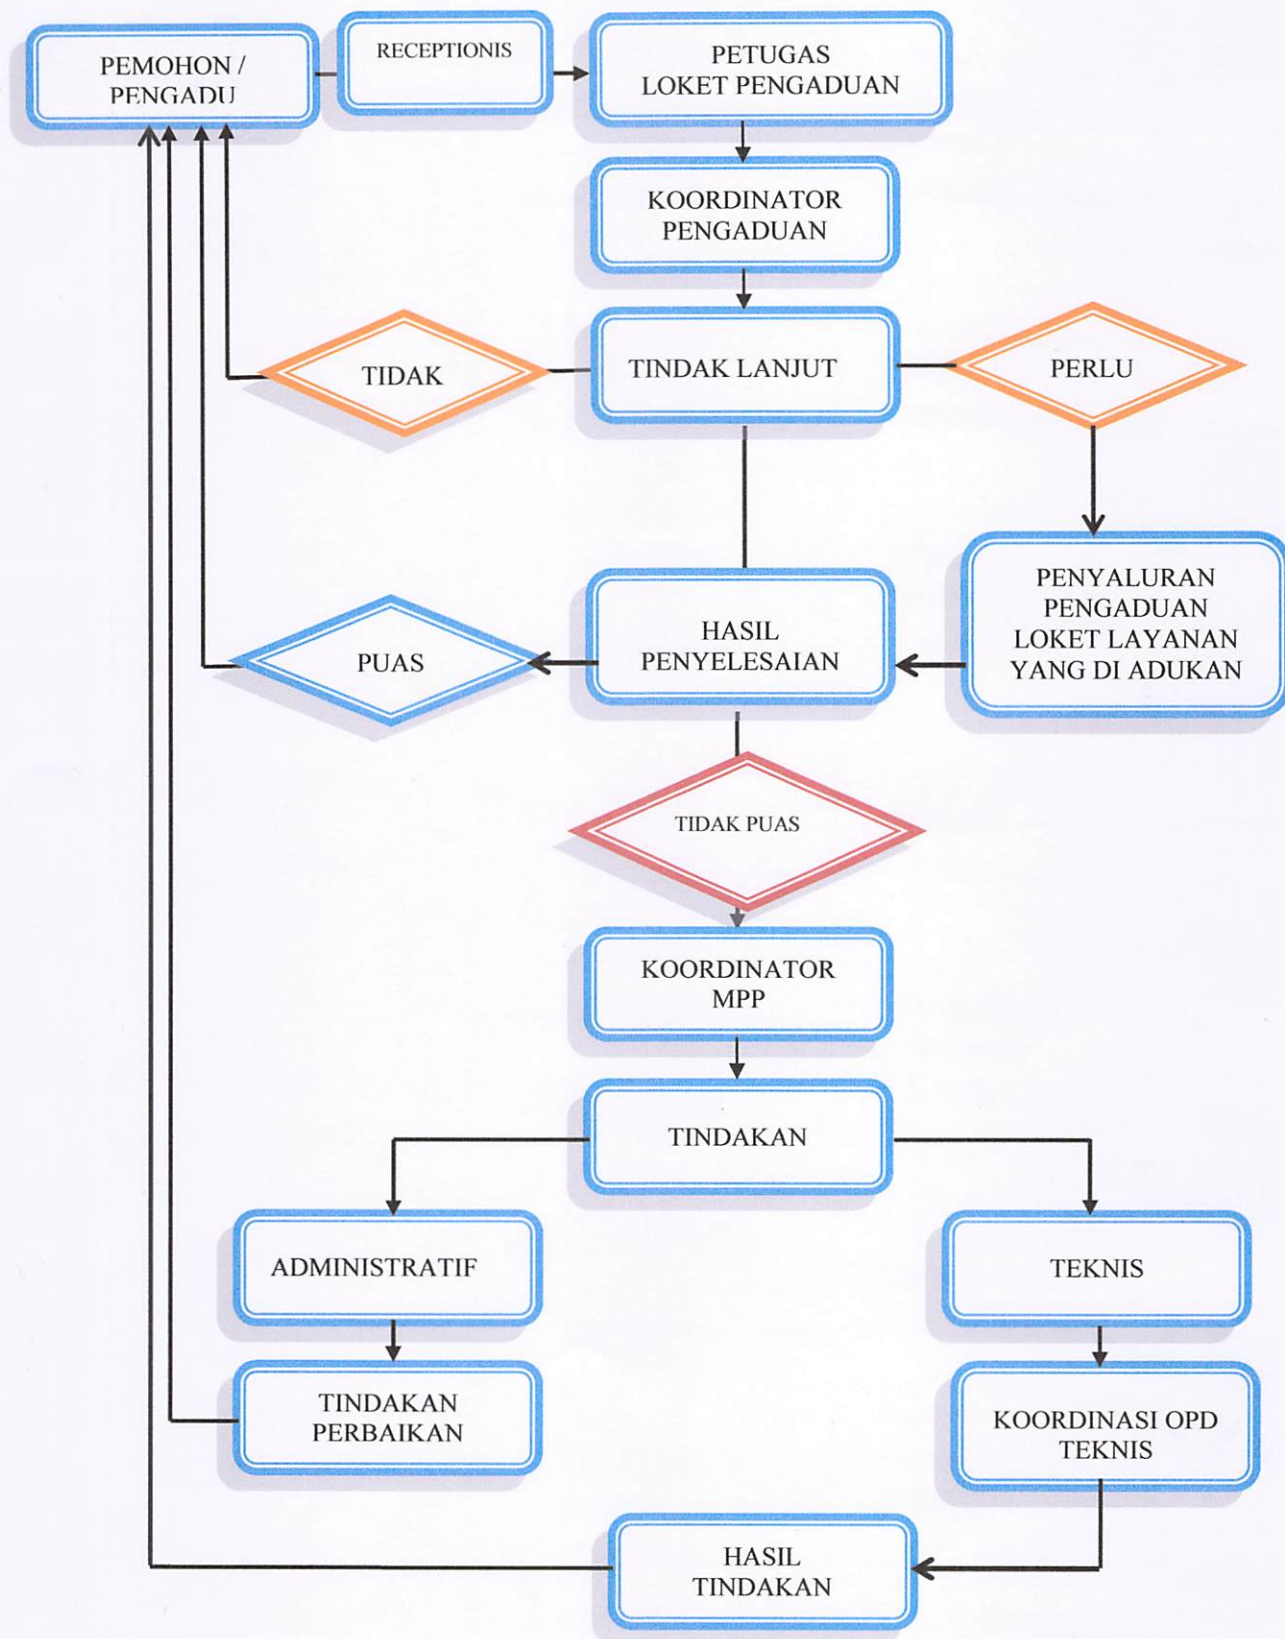 PEMOHON /
PENGADU
RECEPTIONIS
PETUGAS
LOKET PENGADUAN
KOORDINATOR
PENGADUAN
TIDAK
TINDAK LANJUT
PERLU
PENYALURAN
PENGADUAN
LOKET LAYANAN
YANG DI ADUKAN
HASIL
PENYELESAIAN
PUAS
TIDAK PUAS
KOORDINATOR
MPP
TINDAKAN
ADMINISTRATIF
TEKNIS
TINDAKAN
PERBAIKAN
KOORDINASI OPD
TEKNIS
HASIL
TINDAKAN